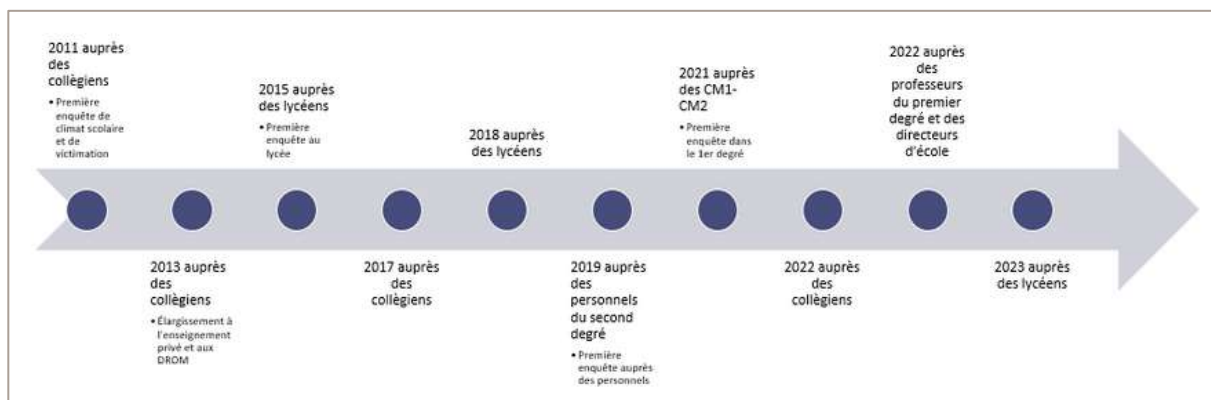 2011 auprès
des
collègiens
• Première
enquête de
climat scolaire
et de
victimation
2013 auprès
des
collégiens
• Élargissement à
l'enseignement
privé et aux
DROM
2015 auprès
des lycéens
• Première
enquête au
lycée
2017 auprès
des
collégiens
2018 auprès
des lycéens
2019 auprès
des
personnels
du second
degré
• Première
enquête auprès
des personnels
2021 auprès
des CM1-
CM2
• Première
enquête dans
le 1er degré
2022 auprès
des
collégiens
2022 auprès
des
professeurs
du premier
degré et des
directeurs
d'école
2023 auprès
des lycéens